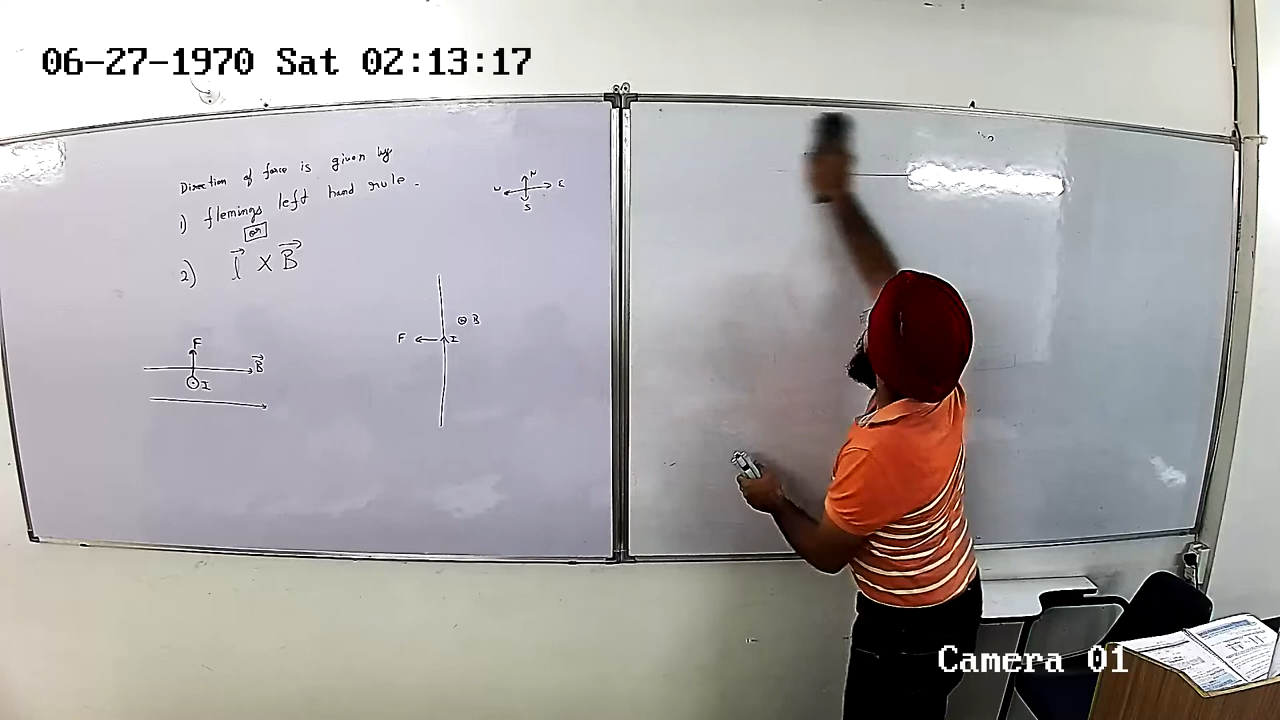 06-27-1970 Sat 02:13:17
Direction of force is given by
1) flemings left hand rule.
or
2) l⃗ X B⃗
N
W E
S
F
B⃗
I
B
F I
Camera 01